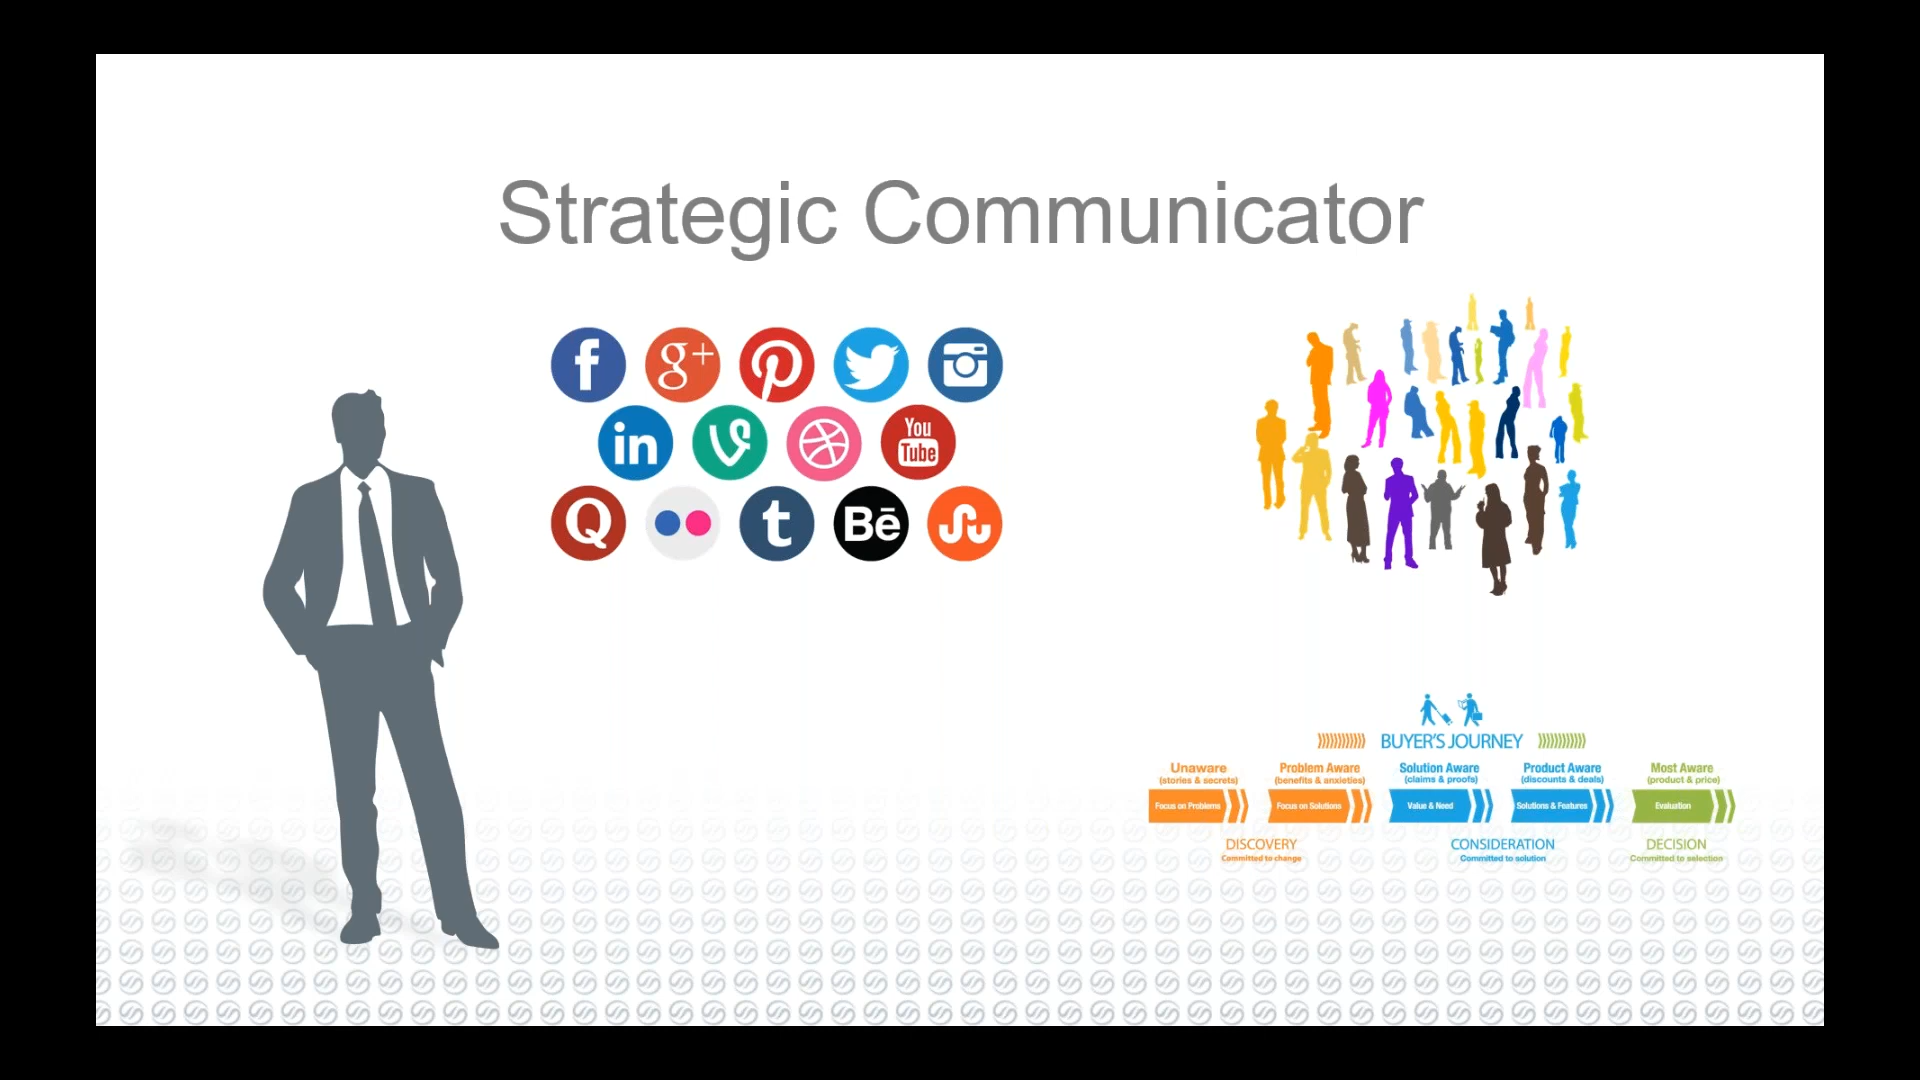 Strategic Communicator
f g+ in You Tube
Q t Bē
BUYER'S JOURNEY
Unaware Problem Aware Solution Aware Product Aware Most Aware
(stories & secrets) (benefits & anxieties) (claims & proofs) (discounts & deals) (product & price)
Focus on Problems Focus on Solutions Value & Need Solutions & Features Evaluation
DISCOVERY CONSIDERATION DECISION
Committed to change Committed to solution Committed to selection